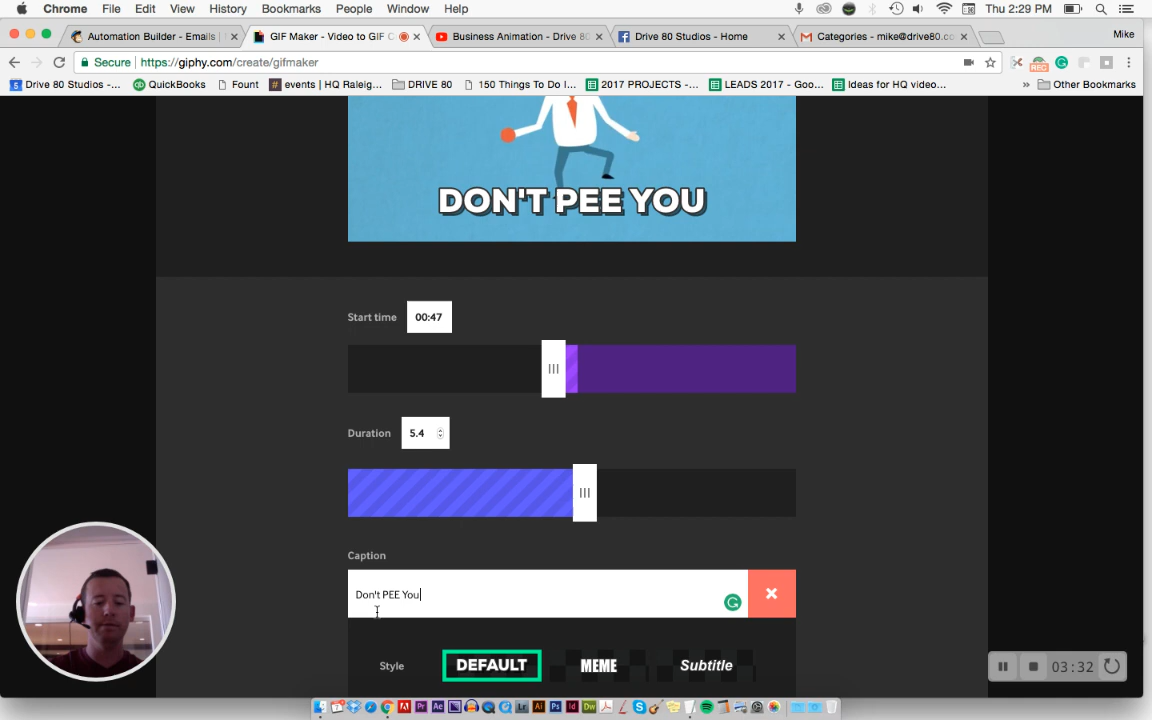 Chrome File Edit View History Bookmarks People Window Help Thu 2:29 PM
Automation Builder - Emails | GIF Maker - Video to GIF C Business Animation - Drive 80 Drive 80 Studios - Home Categories - mike@drive80.co Mike
Secure | https://giphy.com/create/gifmaker
Drive 80 Studios -... QuickBooks Fount events | HQ Raleig... DRIVE 80 150 Things To Do I... 2017 PROJECTS -... LEADS 2017 - Goo... Ideas for HQ video... » Other Bookmarks
DON'T PEE YOU
Start time 00:47
Duration 5.4
Caption
Don't PEE You
Style DEFAULT MEME Subtitle
03:32